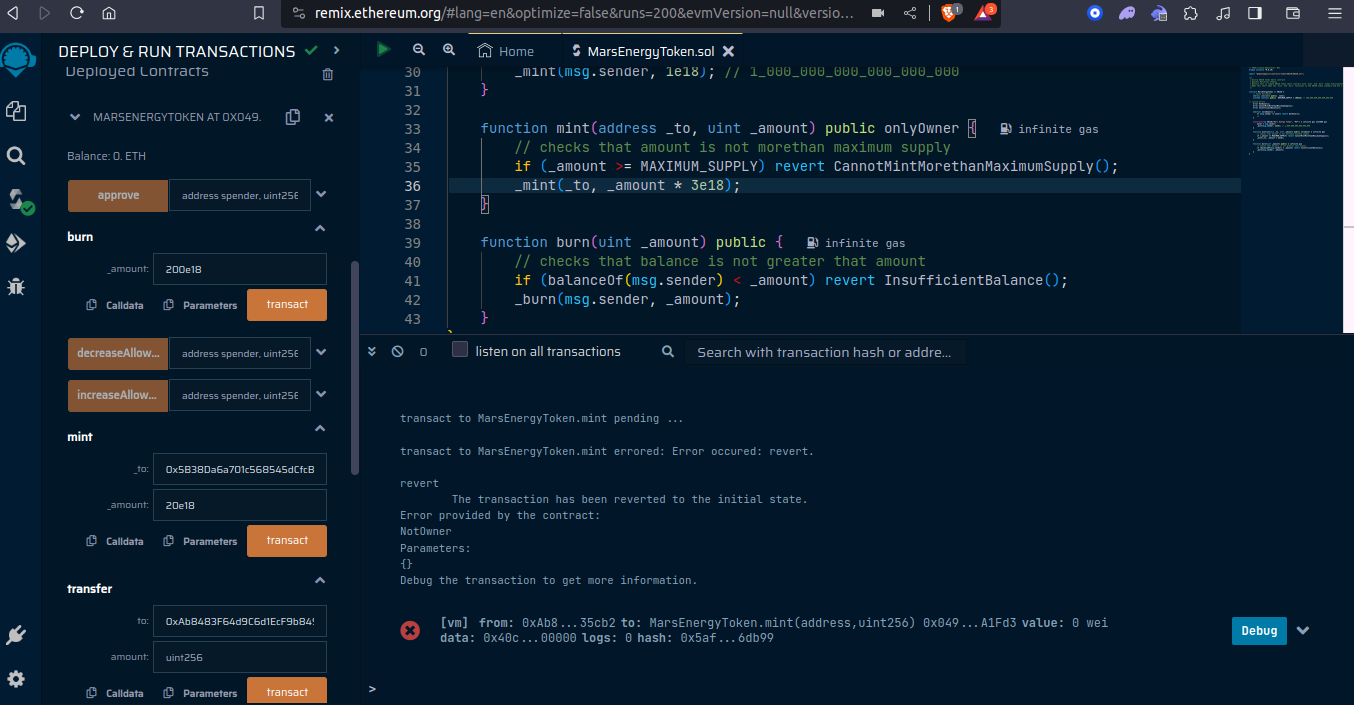 remix.ethereum.org/#lang=en&optimize=false&runs=200&evmVersion=null&versio...
1
3
DEPLOY & RUN TRANSACTIONS
Deployed Contracts
MARSENERGYTOKEN AT 0X049.
Balance: 0. ETH
approve
address spender, uint256
burn
_amount:
200e18
Calldata
Parameters
transact
decreaseAllow...
address spender, uint256
increaseAllow...
address spender, uint256
mint
_to:
0x5B38Da6a701c568545dCfcB
_amount:
20e18
Calldata
Parameters
transact
transfer
to:
0xAb8483F64d9C6d1EcF9b849
amount:
uint256
Calldata
Parameters
transact
Home
MarsEnergyToken.sol
30 _mint(msg.sender, 1e18); // 1_000_000_000_000_000_000
31 }
32
33 function mint(address _to, uint _amount) public onlyOwner { infinite gas
34 // checks that amount is not morethan maximum supply
35 if (_amount >= MAXIMUM_SUPPLY) revert CannotMintMorethanMaximumSupply();
36 _mint(_to, _amount * 3e18);
37 }
38
39 function burn(uint _amount) public { infinite gas
40 // checks that balance is not greater that amount
41 if (balanceOf(msg.sender) < _amount) revert InsufficientBalance();
42 _burn(msg.sender, _amount);
43 }
0
listen on all transactions
Search with transaction hash or addre...
transact to MarsEnergyToken.mint pending ...
transact to MarsEnergyToken.mint errored: Error occured: revert.
revert
The transaction has been reverted to the initial state.
Error provided by the contract:
NotOwner
Parameters:
{}
Debug the transaction to get more information.
[vm] from: 0xAb8...35cb2 to: MarsEnergyToken.mint(address,uint256) 0x049...A1Fd3 value: 0 wei
data: 0x40c...00000 logs: 0 hash: 0x5af...6db99
Debug
>